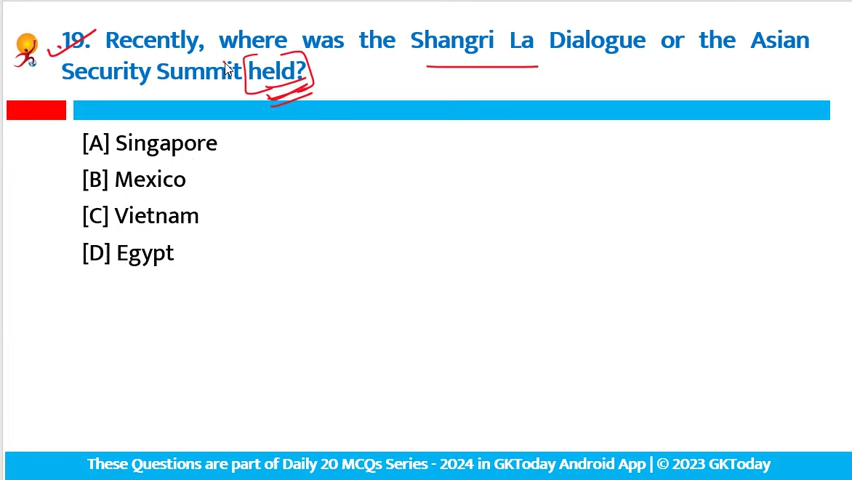 19. Recently, where was the Shangri La Dialogue or the Asian
Security Summit held?
[A] Singapore
[B] Mexico
[C] Vietnam
[D] Egypt
These Questions are part of Daily 20 MCQs Series - 2024 in GKToday Android App | © 2023 GKToday